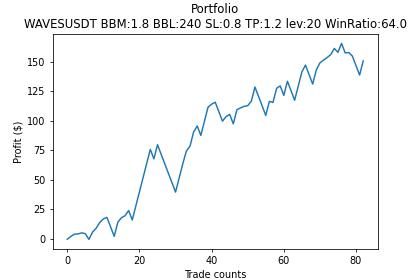 Portfolio
WAVESUSDT BBM:1.8 BBL:240 SL:0.8 TP:1.2 lev:20 WinRatio:64.0
150
125
100
75
50
25
0
Profit ($)
0 20 40 60 80
Trade counts